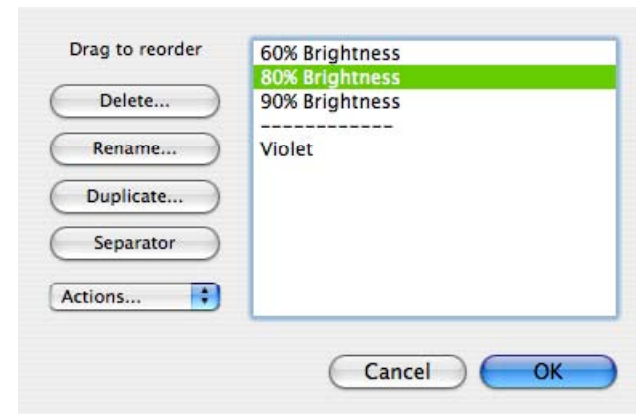 Drag to reorder
Delete...
Rename...
Duplicate...
Separator
Actions...
60% Brightness
80% Brightness
90% Brightness
------------
Violet
Cancel
OK